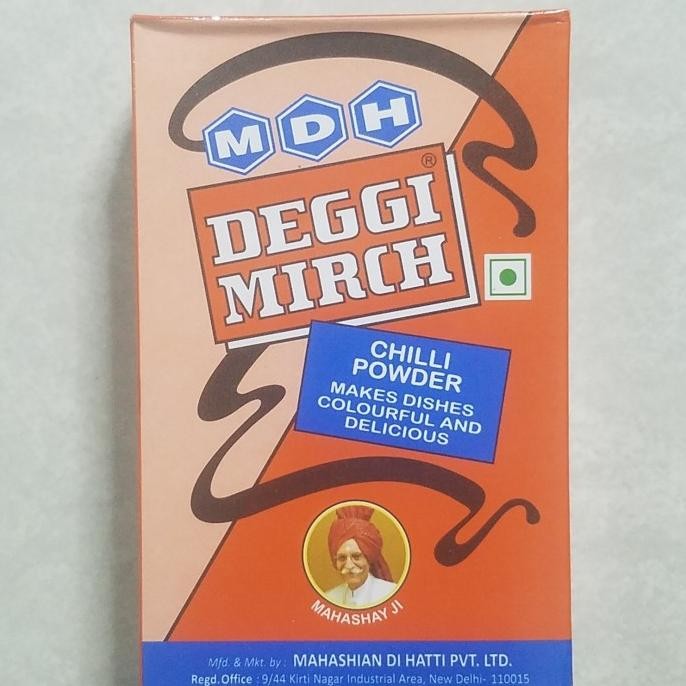 MDH
DEGGI ®
MIRCH
CHILLI
POWDER
MAKES DISHES
COLOURFUL AND
DELICIOUS
MAHASHAY JI
Mfd. & Mkt. by : MAHASHIAN DI HATTI PVT. LTD.
Regd. Office : 9/44 Kirti Nagar Industrial Area, New Delhi- 110015